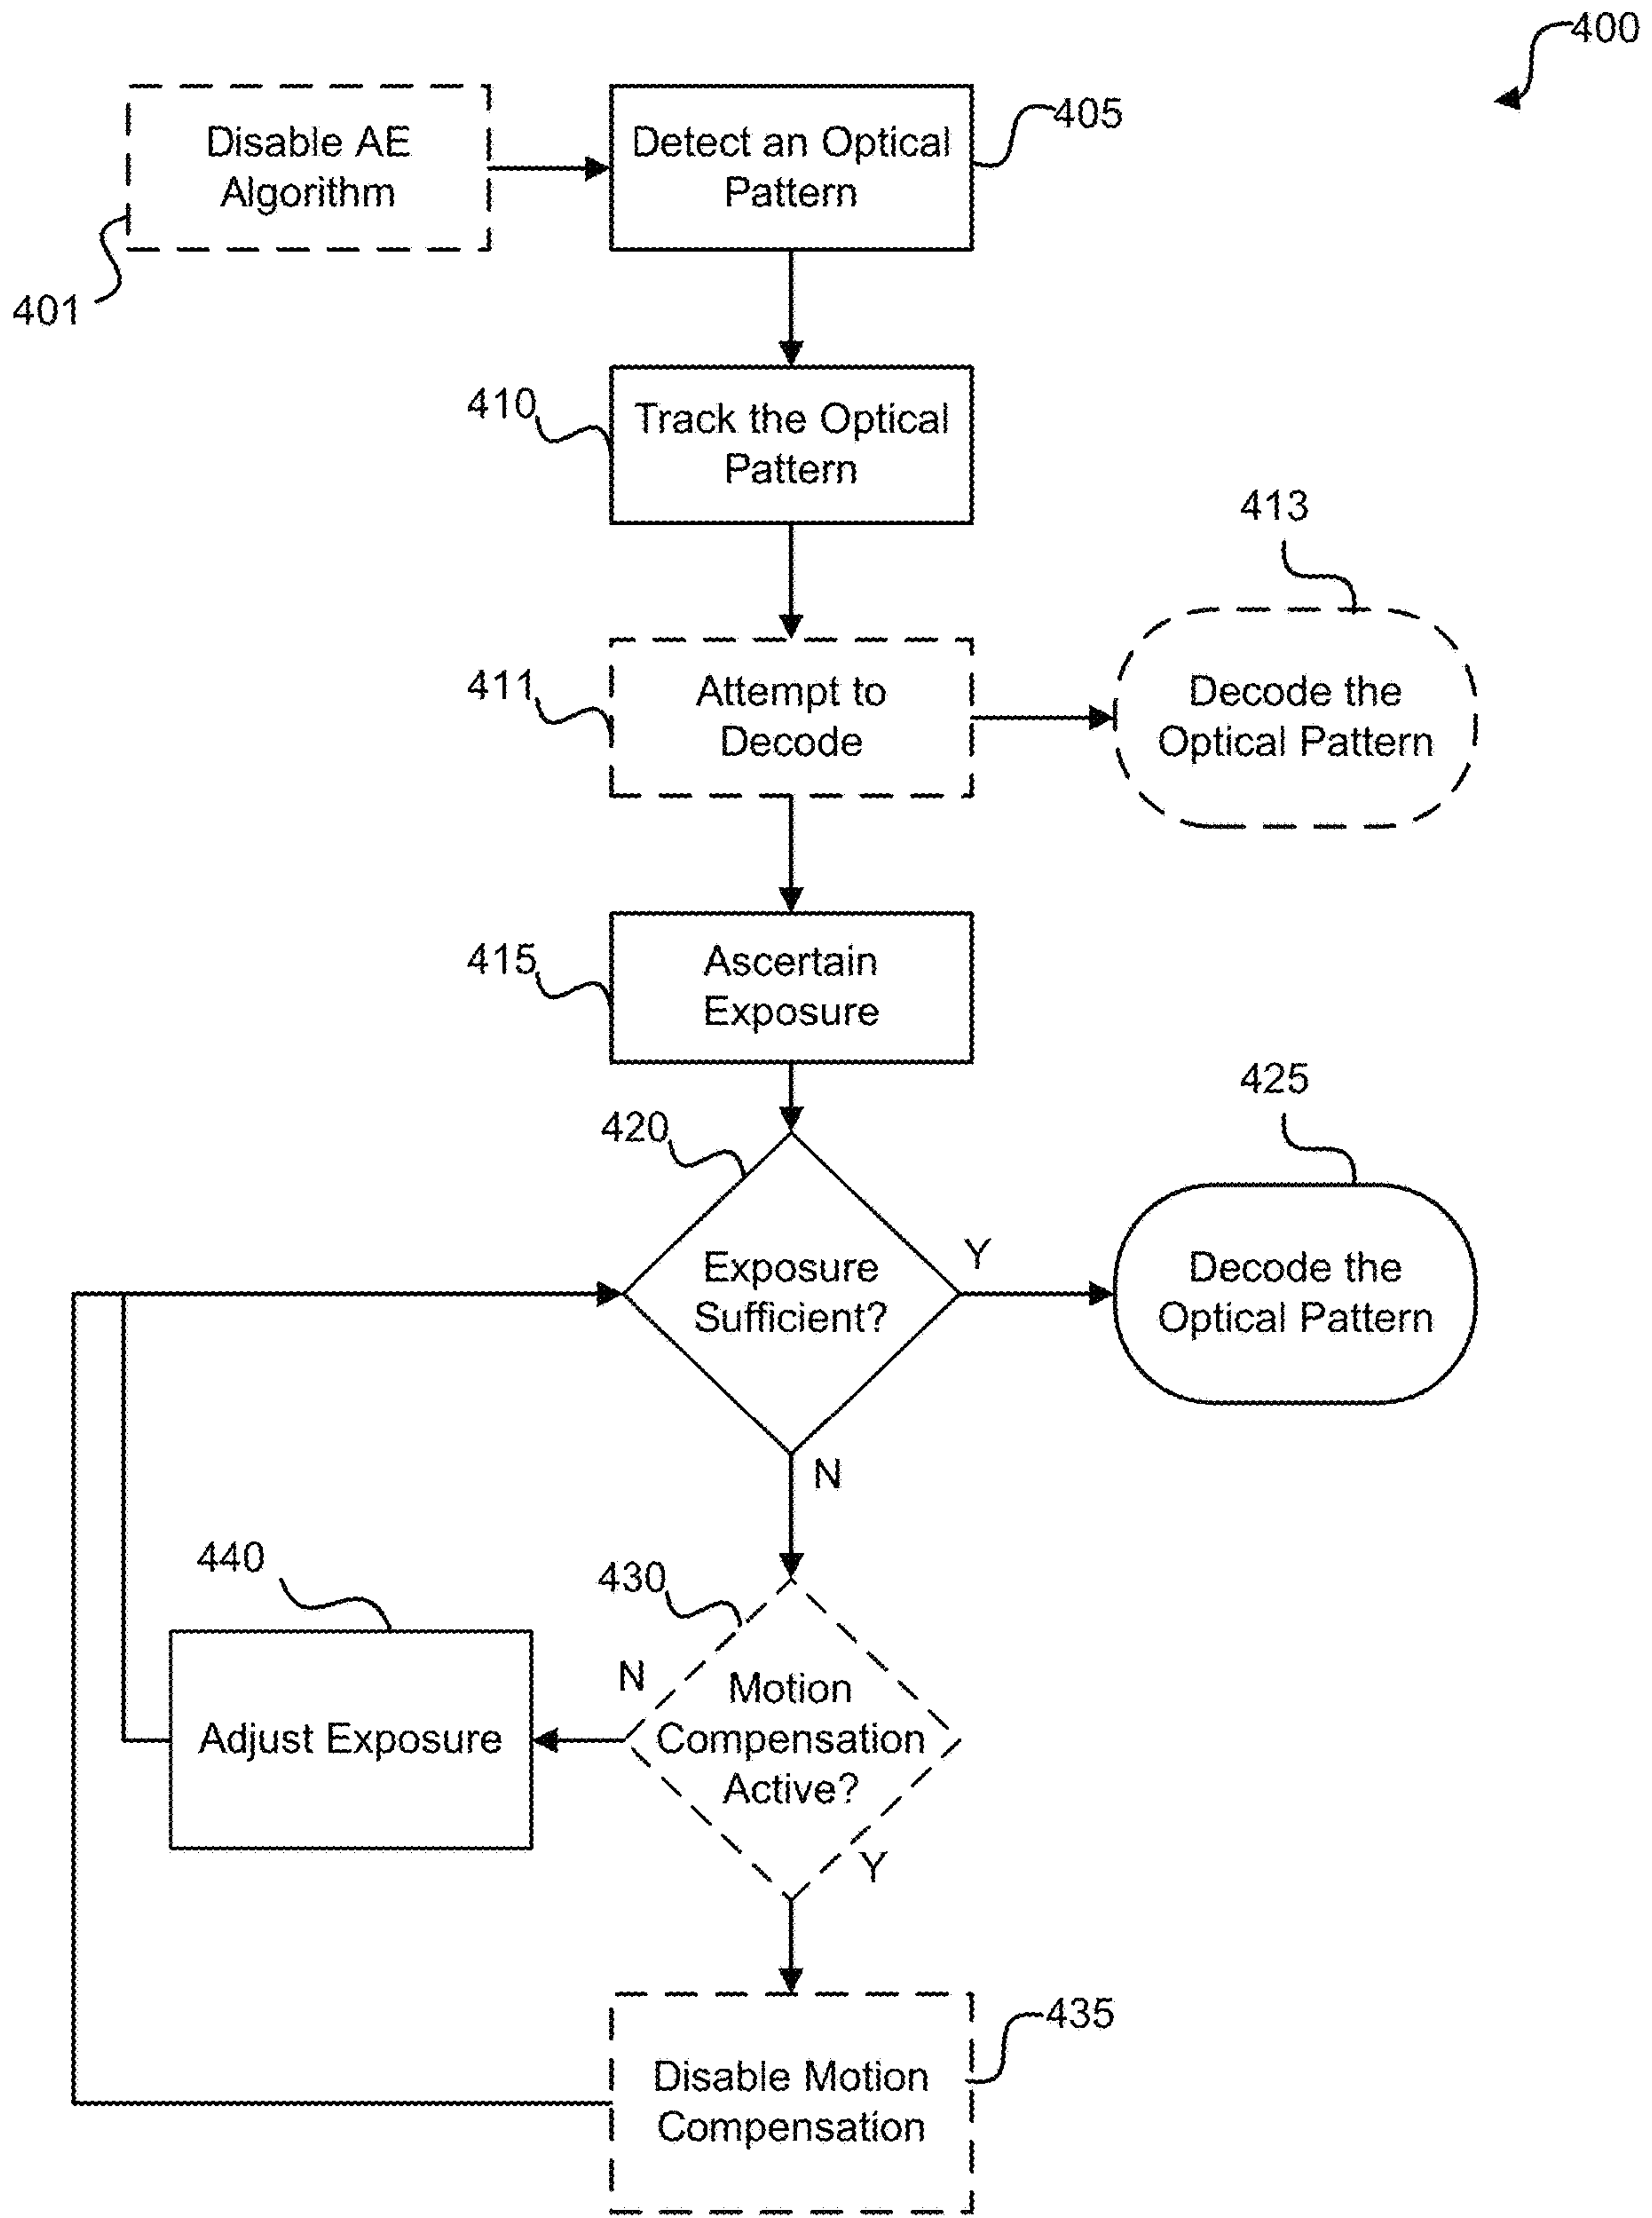 400
Disable AE
Algorithm
401
Detect an Optical
Pattern
405
410
Track the Optical
Pattern
411
Attempt to
Decode
413
Decode the
Optical Pattern
415
Ascertain
Exposure
420
Exposure
Sufficient?
Y
N
425
Decode the
Optical Pattern
430
Motion
Compensation
Active?
N
Y
440
Adjust Exposure
435
Disable Motion
Compensation